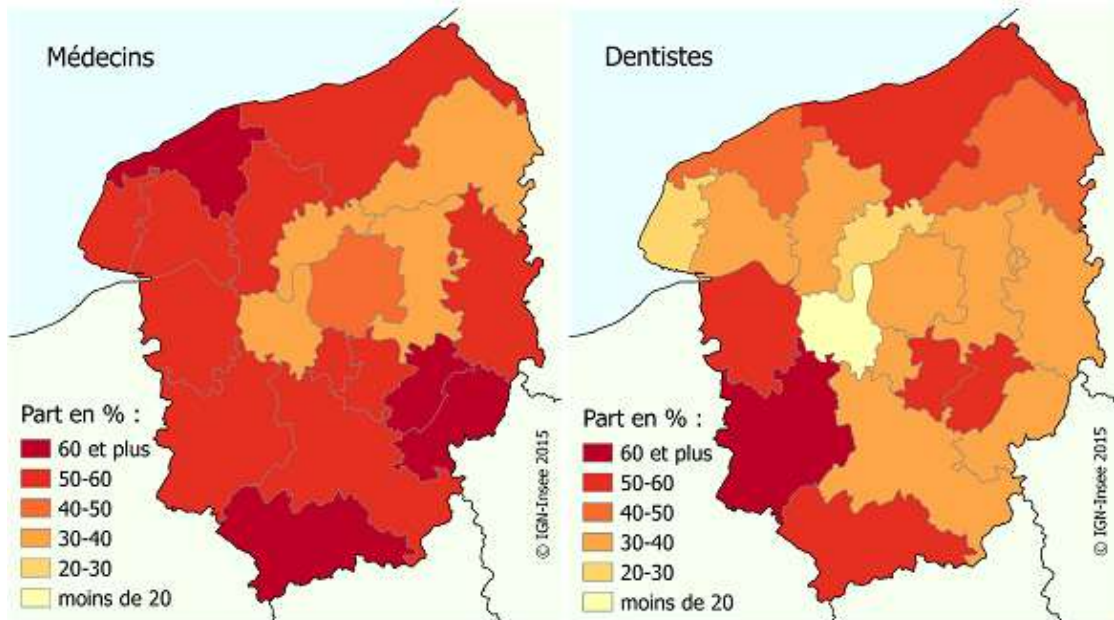 Médecins
Part en % :
60 et plus
50-60
40-50
30-40
20-30
moins de 20
© IGN-Insee 2015
Dentistes
Part en % :
60 et plus
50-60
40-50
30-40
20-30
moins de 20
© IGN-Insee 2015